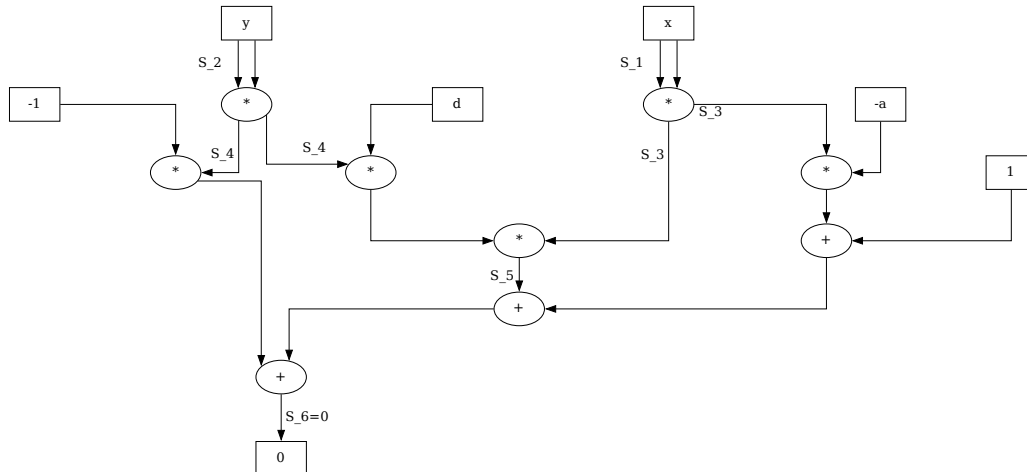 y
x
S_2
S_1
-1
*
d
*
S_3
-a
S_4
S_4
S_3
*
*
*
1
*
+
S_5
+
+
S_6=0
0